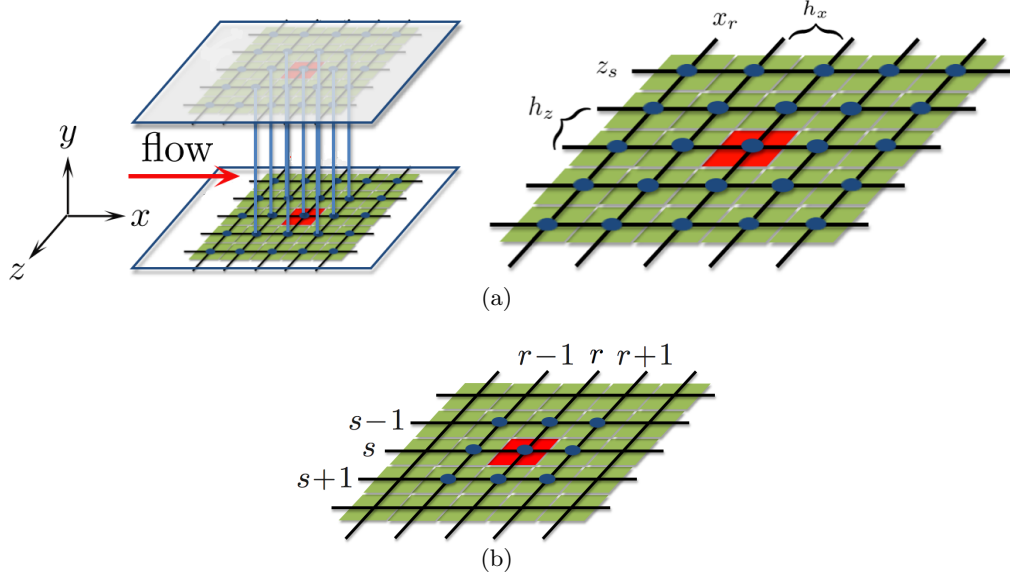 x_r
h_x
z_s
h_z
y
flow
x
z
(a)
r−1 r r+1
s−1
s
s+1
(b)